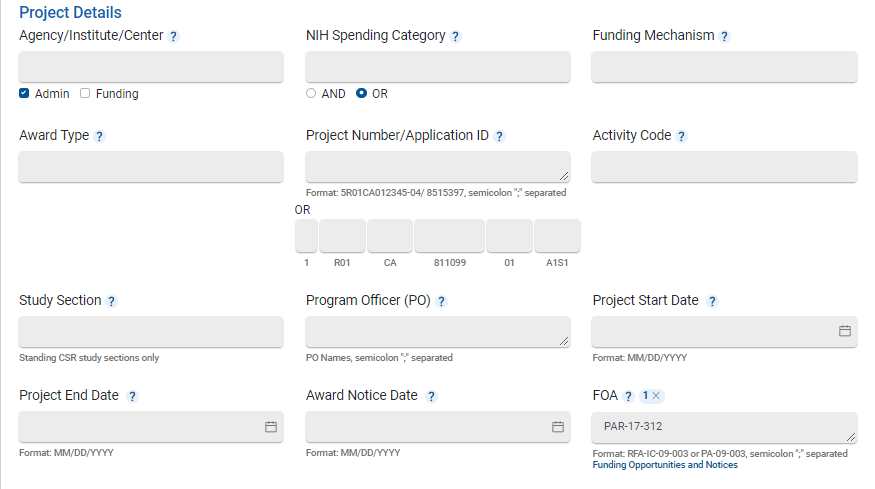 Project Details
Agency/Institute/Center ?
NIH Spending Category ?
Funding Mechanism ?
Admin Funding
AND OR
Award Type ?
Project Number/Application ID ?
Activity Code ?
Format: 5R01CA012345-04/ 8515397, semicolon ";" separated
OR
1 R01 CA 811099 01 A1S1
Study Section ?
Program Officer (PO) ?
Project Start Date ?
Standing CSR study sections only
PO Names, semicolon ";" separated
Format: MM/DD/YYYY
Project End Date ?
Award Notice Date ?
FOA ? 1 ×
PAR-17-312
Format: MM/DD/YYYY
Format: MM/DD/YYYY
Format: RFA-IC-09-003 or PA-09-003, semicolon ";" separated
Funding Opportunities and Notices